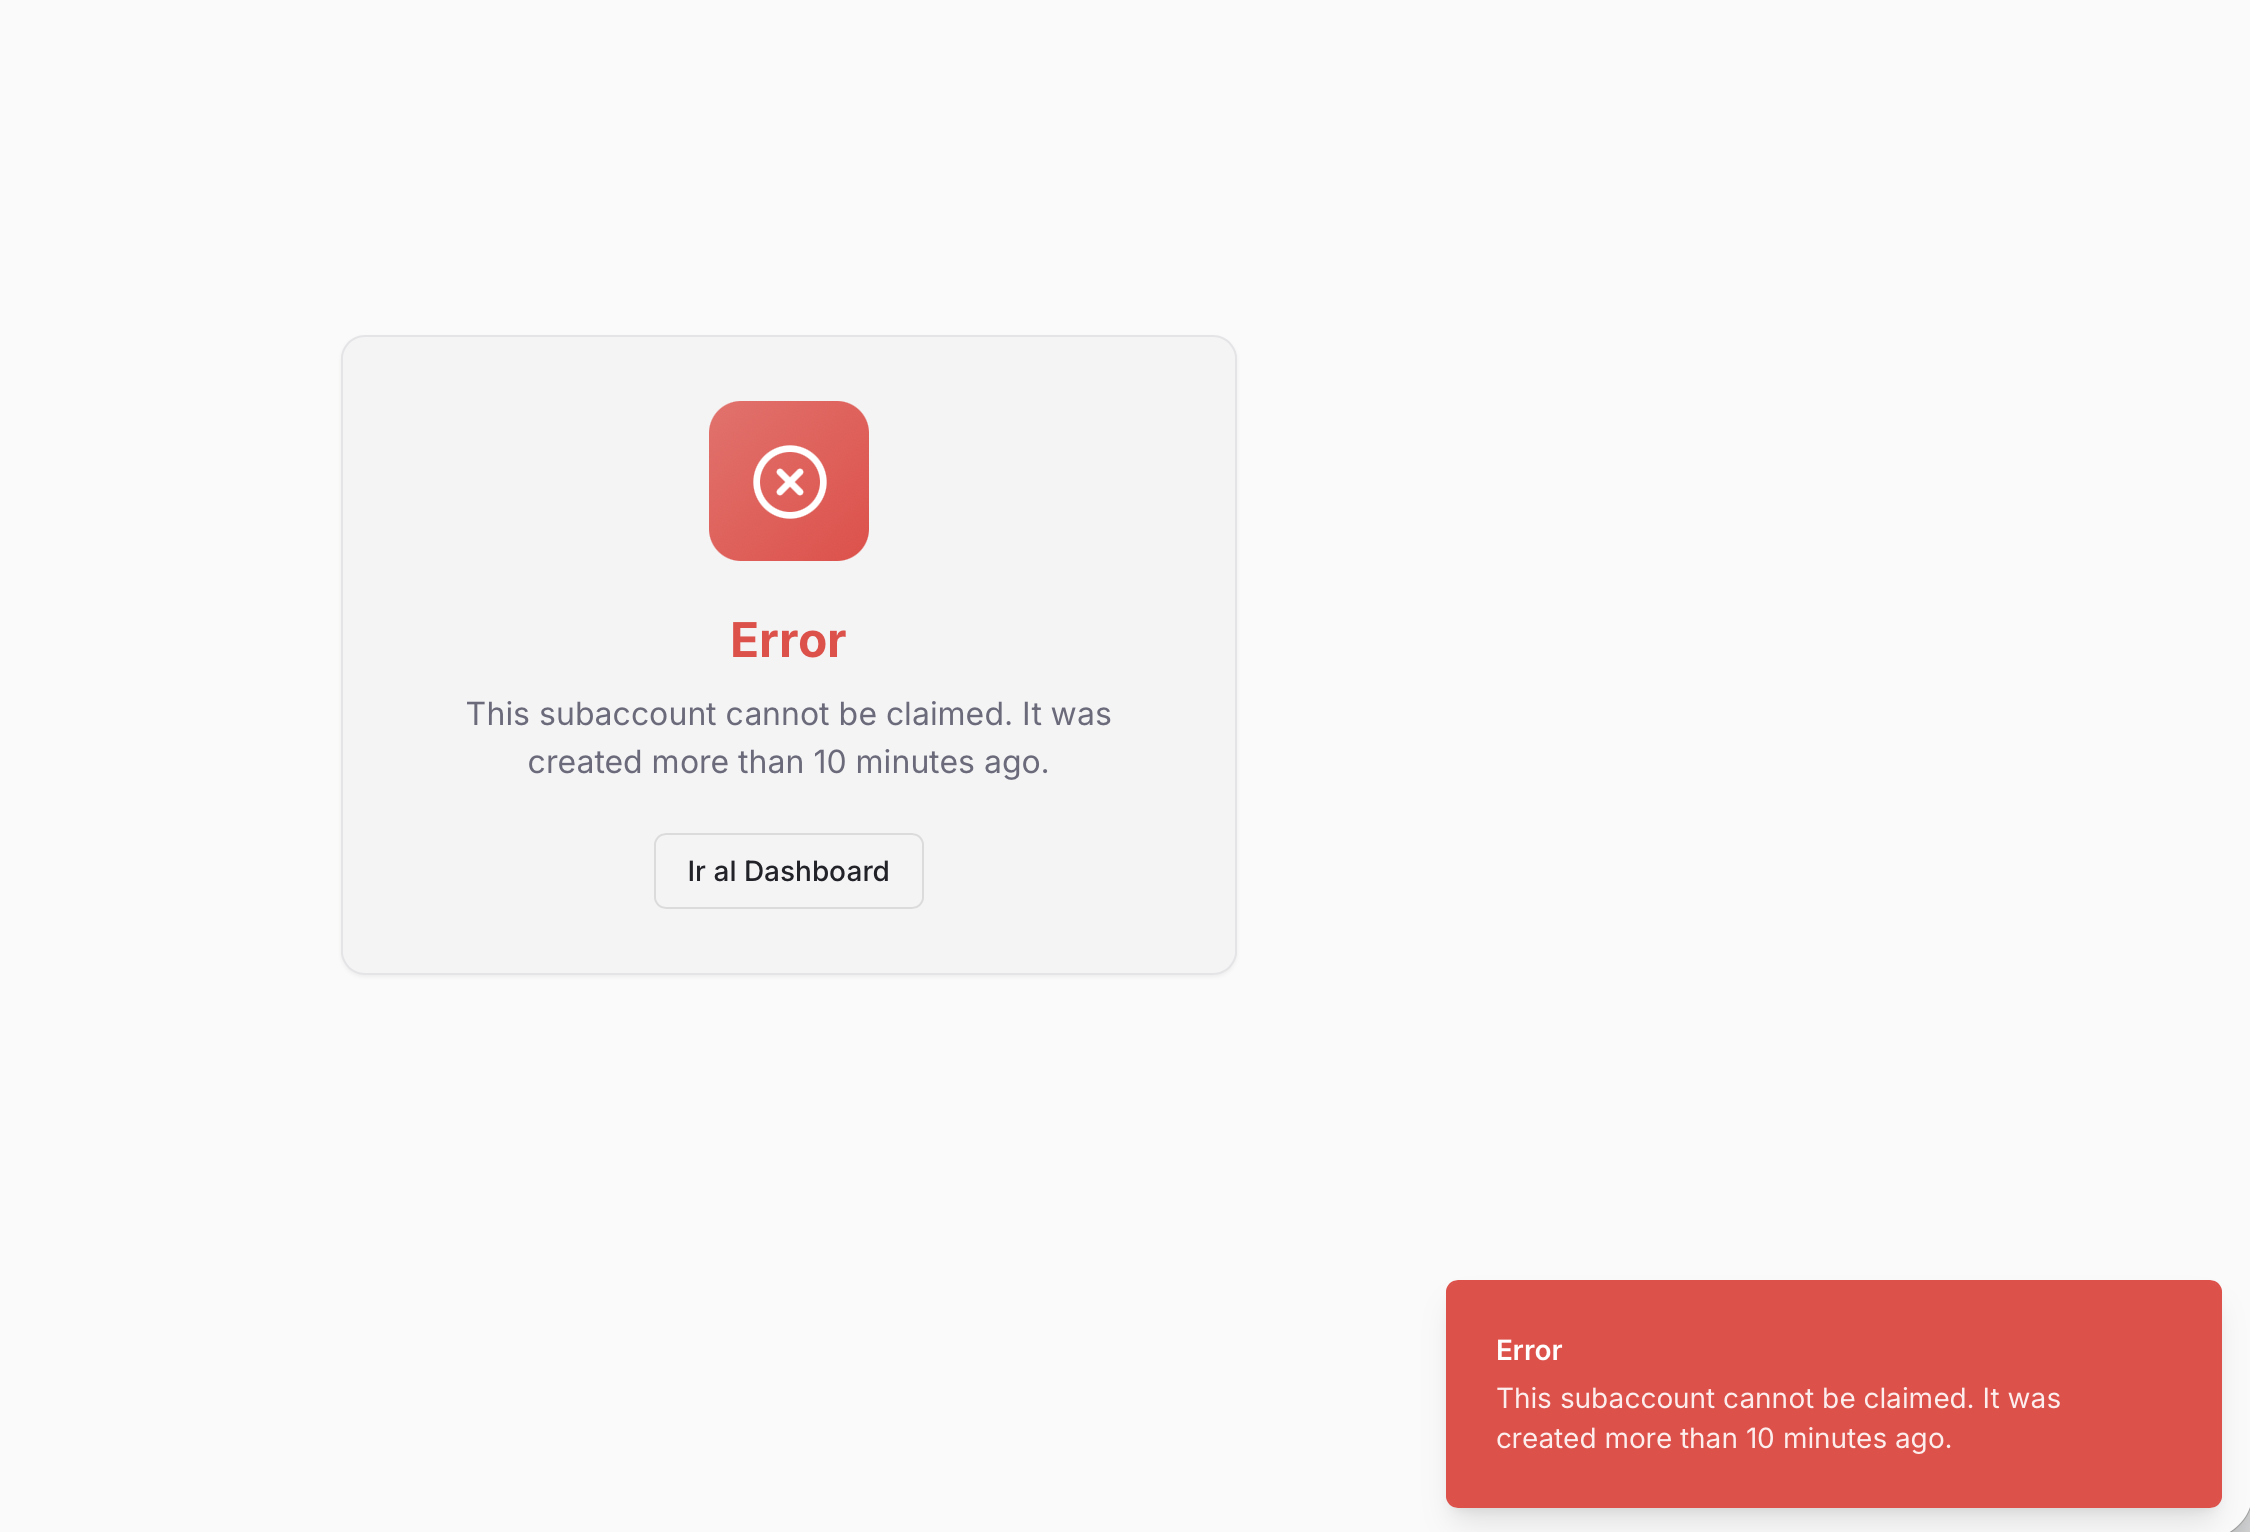 Error
This subaccount cannot be claimed. It was
created more than 10 minutes ago.
Ir al Dashboard
Error
This subaccount cannot be claimed. It was
created more than 10 minutes ago.